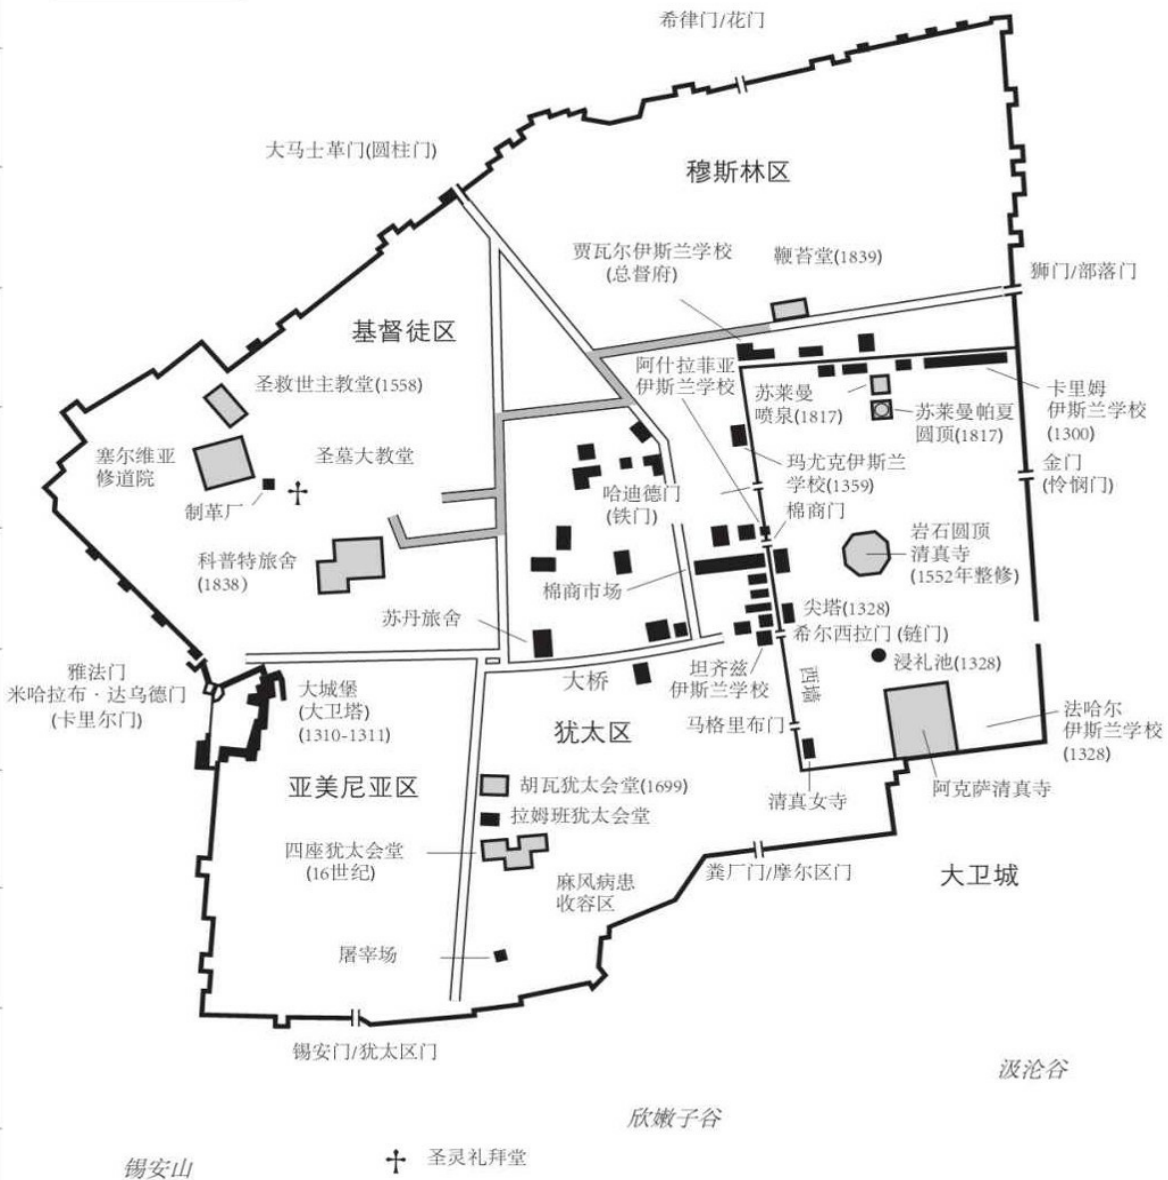 希律门/花门
大马士革门(圆柱门)
穆斯林区
贾瓦尔伊斯兰学校
(总督府)
鞭苔堂(1839)
狮门/部落门
基督徒区
阿什拉菲亚
伊斯兰学校
圣救世主教堂(1558)
苏莱曼
喷泉(1817)
苏莱曼帕夏
圆顶(1817)
卡里姆
伊斯兰学校
(1300)
塞尔维亚
修道院
圣墓大教堂
玛尤克伊斯兰
学校(1359)
金门
(怜悯门)
制革厂
哈迪德门
(铁门)
棉商门
岩石圆顶
清真寺
(1552年整修)
科普特旅舍
(1838)
棉商市场
苏丹旅舍
尖塔(1328)
希尔西拉门(链门)
浸礼池(1328)
雅法门
米哈拉布·达乌德门
(卡里尔门)
大城堡
(大卫塔)
(1310-1311)
大桥
坦齐兹
伊斯兰学校
西墙
马格里布门
法哈尔
伊斯兰学校
(1328)
犹太区
亚美尼亚区
胡瓦犹太会堂(1699)
拉姆班犹太会堂
清真女寺
阿克萨清真寺
四座犹太会堂
(16世纪)
麻风病患
收容区
粪厂门/摩尔区门
大卫城
屠宰场
锡安门/犹太区门
汲沦谷
欣嫩子谷
锡安山
圣灵礼拜堂